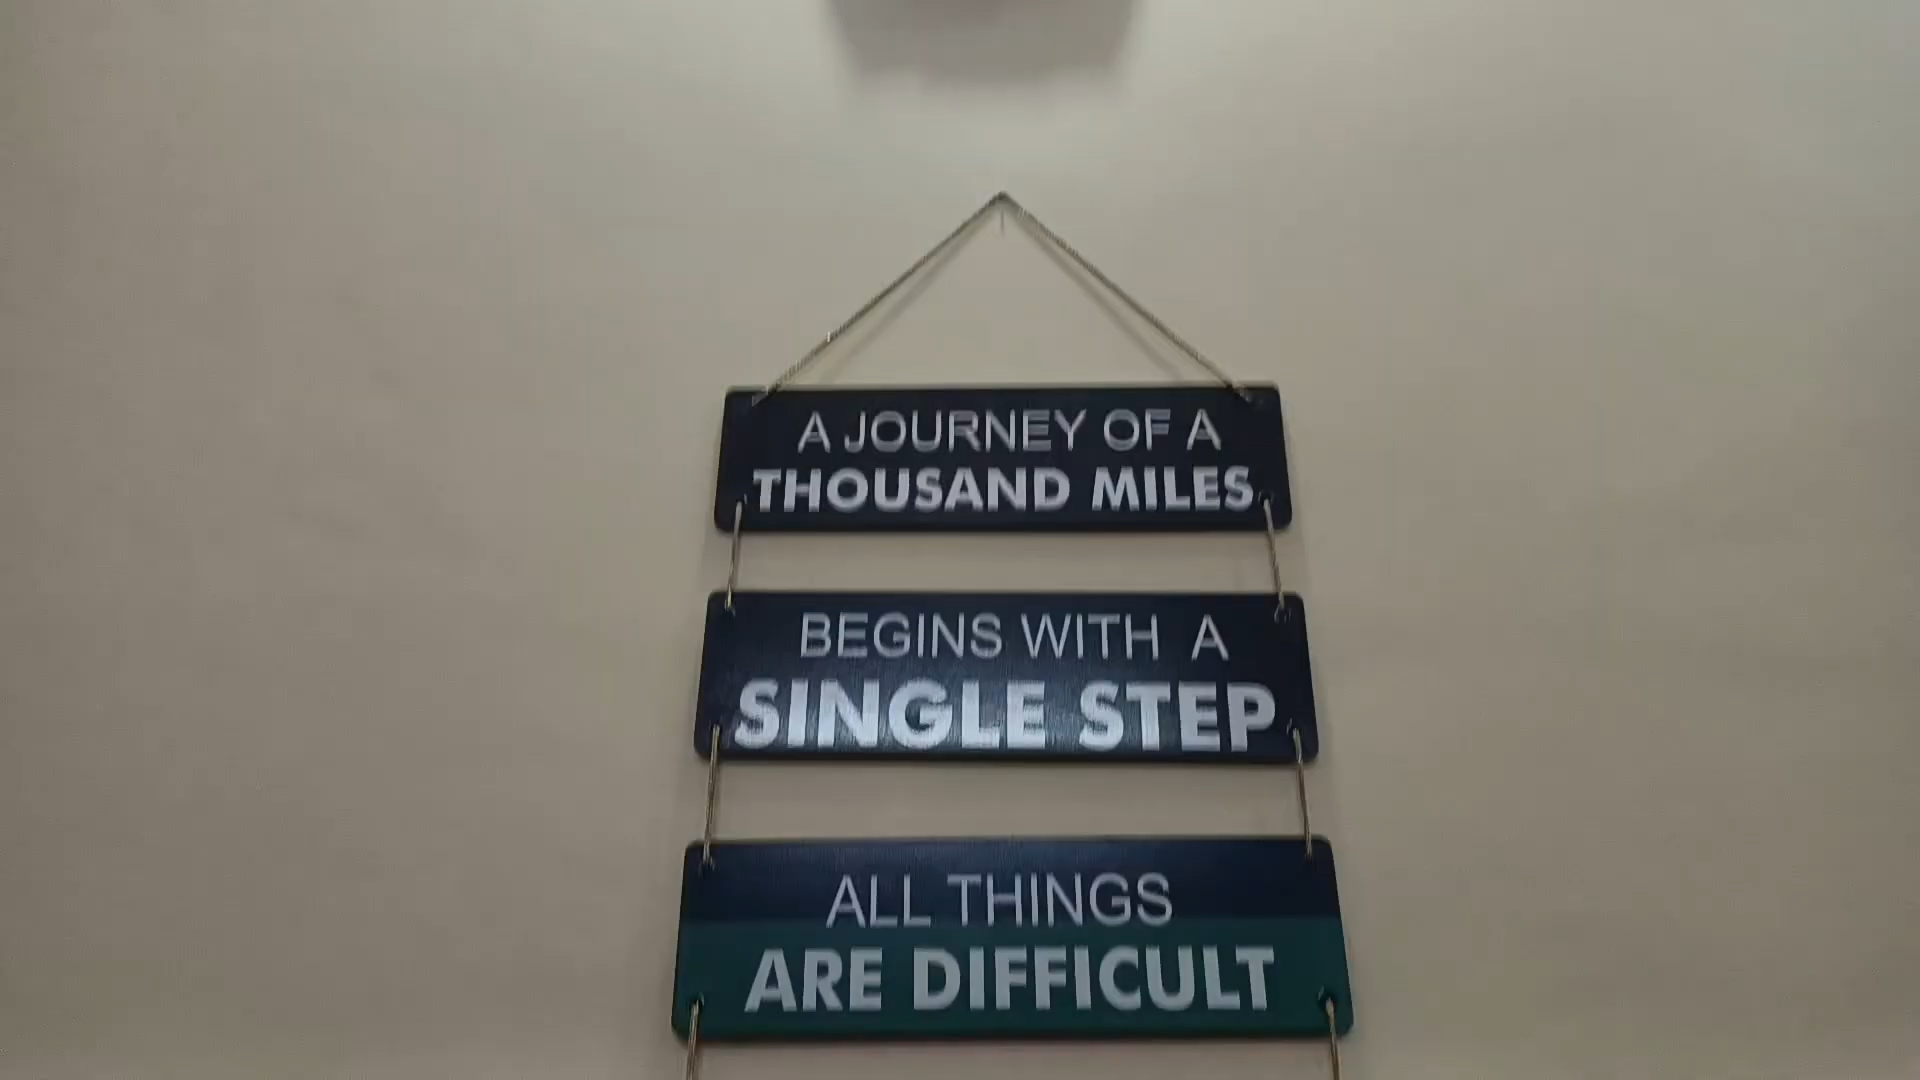 A JOURNEY OF A
THOUSAND MILES
BEGINS WITH A
SINGLE STEP
ALL THINGS
ARE DIFFICULT